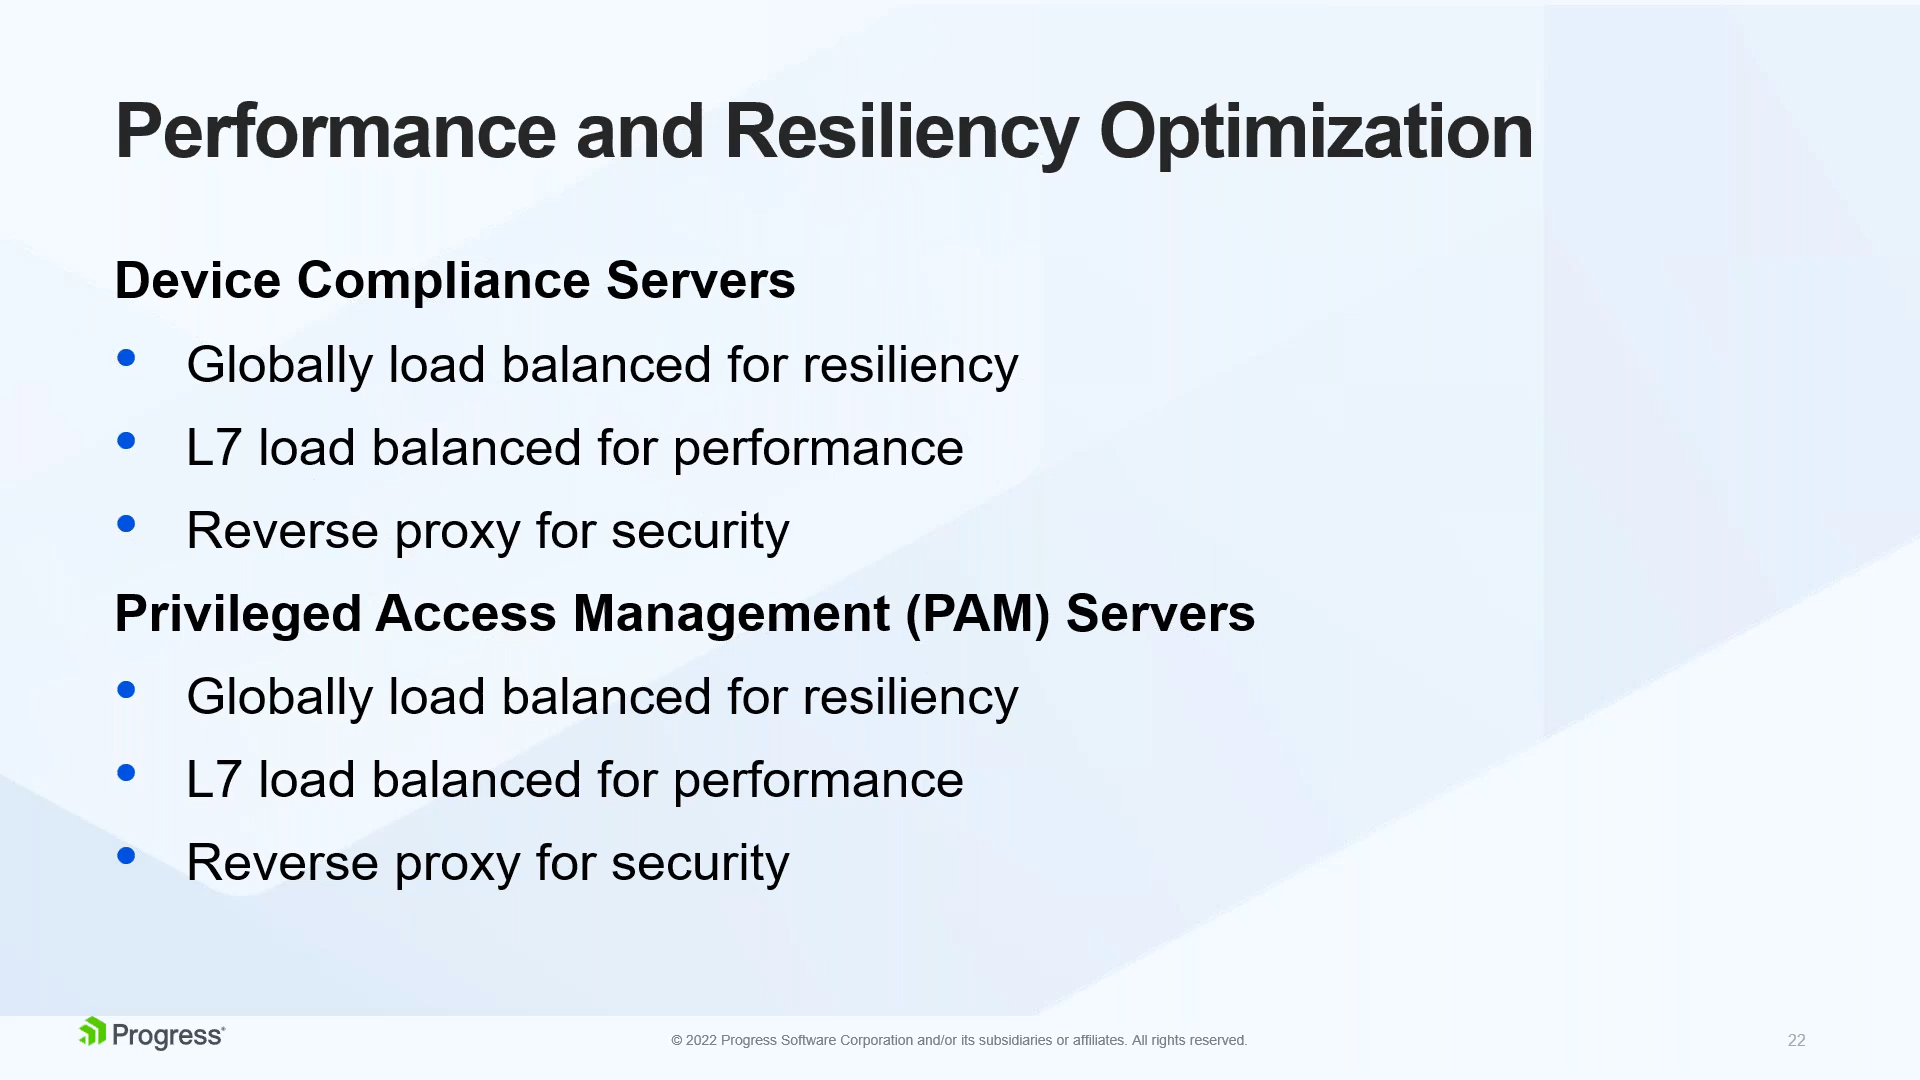 Performance and Resiliency Optimization
Device Compliance Servers
• Globally load balanced for resiliency
• L7 load balanced for performance
• Reverse proxy for security
Privileged Access Management (PAM) Servers
• Globally load balanced for resiliency
• L7 load balanced for performance
• Reverse proxy for security
Progress
© 2022 Progress Software Corporation and/or its subsidiaries or affiliates. All rights reserved.
22